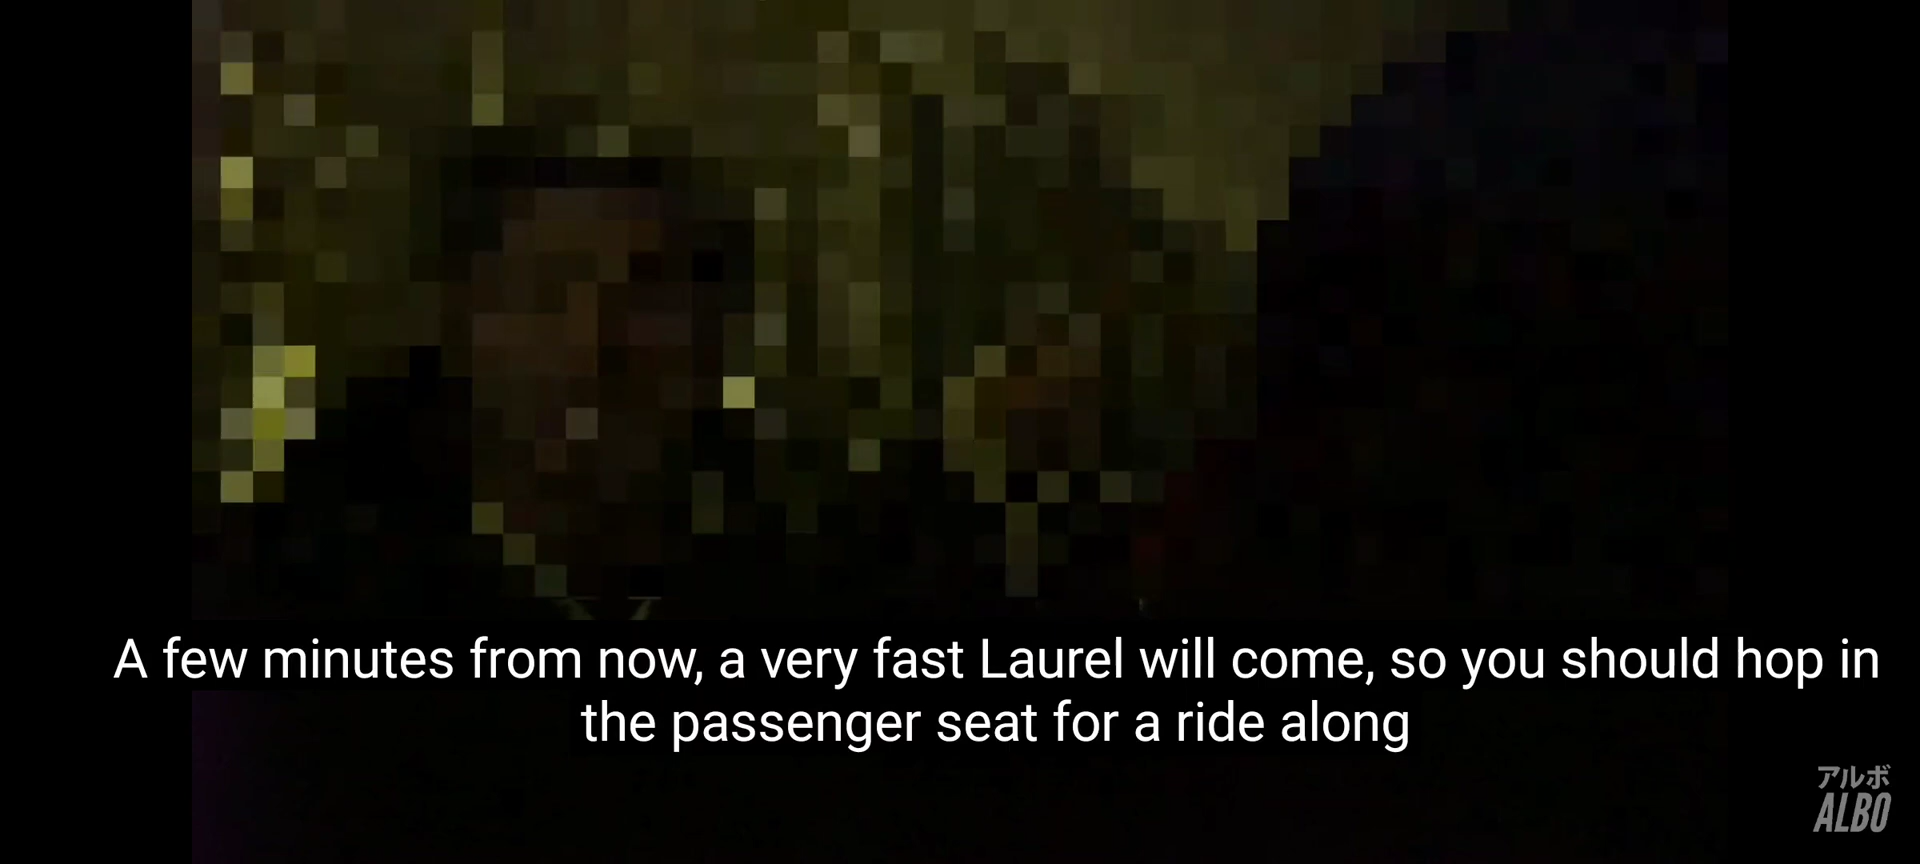 A few minutes from now, a very fast Laurel will come, so you should hop in
the passenger seat for a ride along
アルボ
ALBO